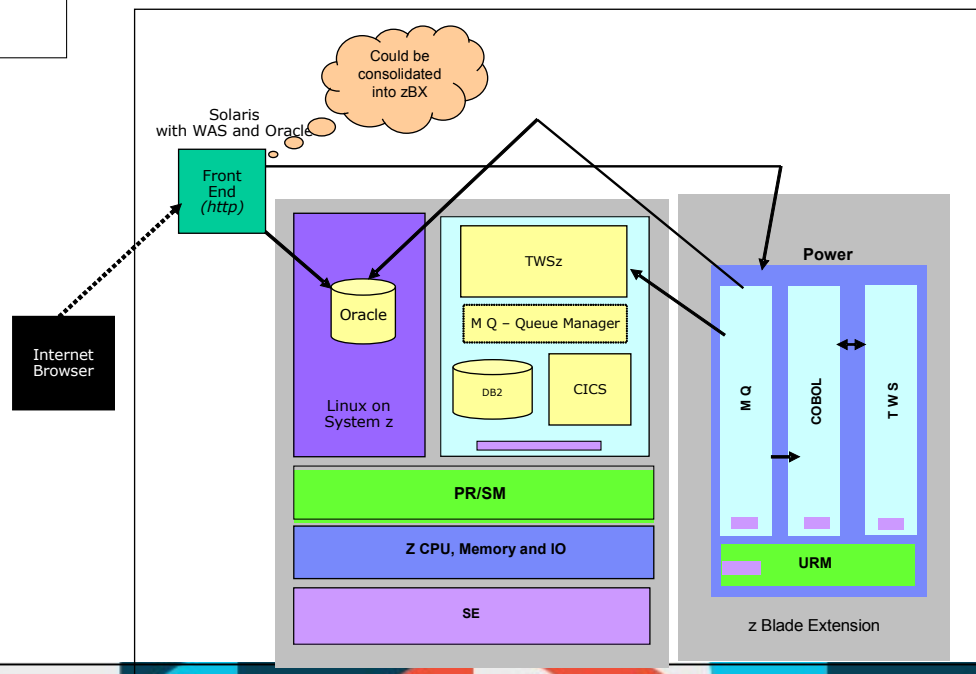 Could be
consolidated
into zBX
Solaris
with WAS and Oracle
Front
End
(http)
Internet
Browser
Oracle
Linux on
System z
TWSz
M Q – Queue Manager
DB2
CICS
PR/SM
Z CPU, Memory and IO
SE
Power
M Q
COBOL
T W S
URM
z Blade Extension